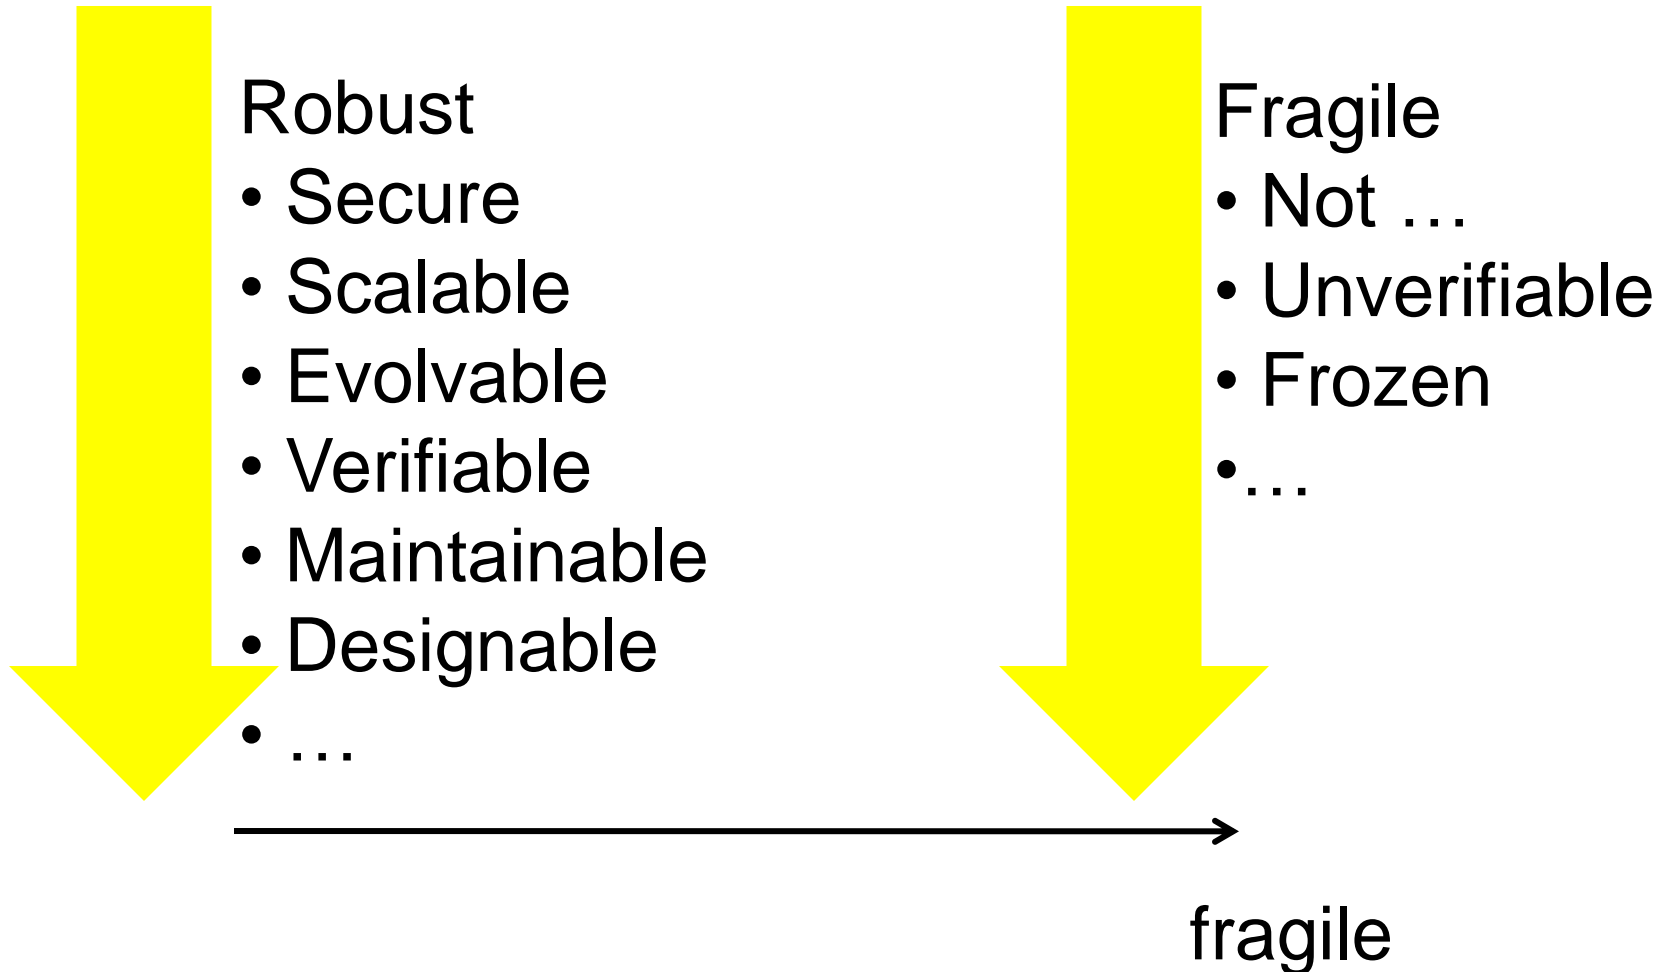 Robust
• Secure
• Scalable
• Evolvable
• Verifiable
• Maintainable
• Designable
• …
Fragile
• Not …
• Unverifiable
• Frozen
•…
fragile